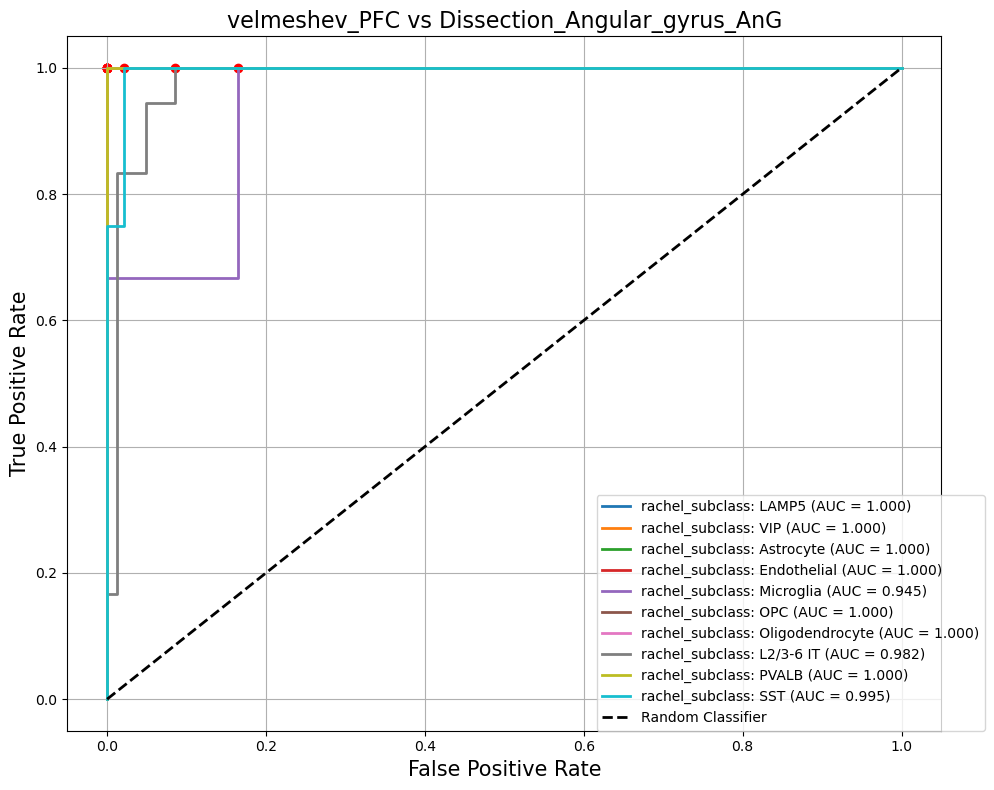 velmeshev_PFC vs Dissection_Angular_gyrus_AnG
True Positive Rate
1.0
0.8
0.6
0.4
0.2
0.0
0.0 0.2 0.4 0.6 0.8 1.0
False Positive Rate
rachel_subclass: LAMP5 (AUC = 1.000)
rachel_subclass: VIP (AUC = 1.000)
rachel_subclass: Astrocyte (AUC = 1.000)
rachel_subclass: Endothelial (AUC = 1.000)
rachel_subclass: Microglia (AUC = 0.945)
rachel_subclass: OPC (AUC = 1.000)
rachel_subclass: Oligodendrocyte (AUC = 1.000)
rachel_subclass: L2/3-6 IT (AUC = 0.982)
rachel_subclass: PVALB (AUC = 1.000)
rachel_subclass: SST (AUC = 0.995)
Random Classifier